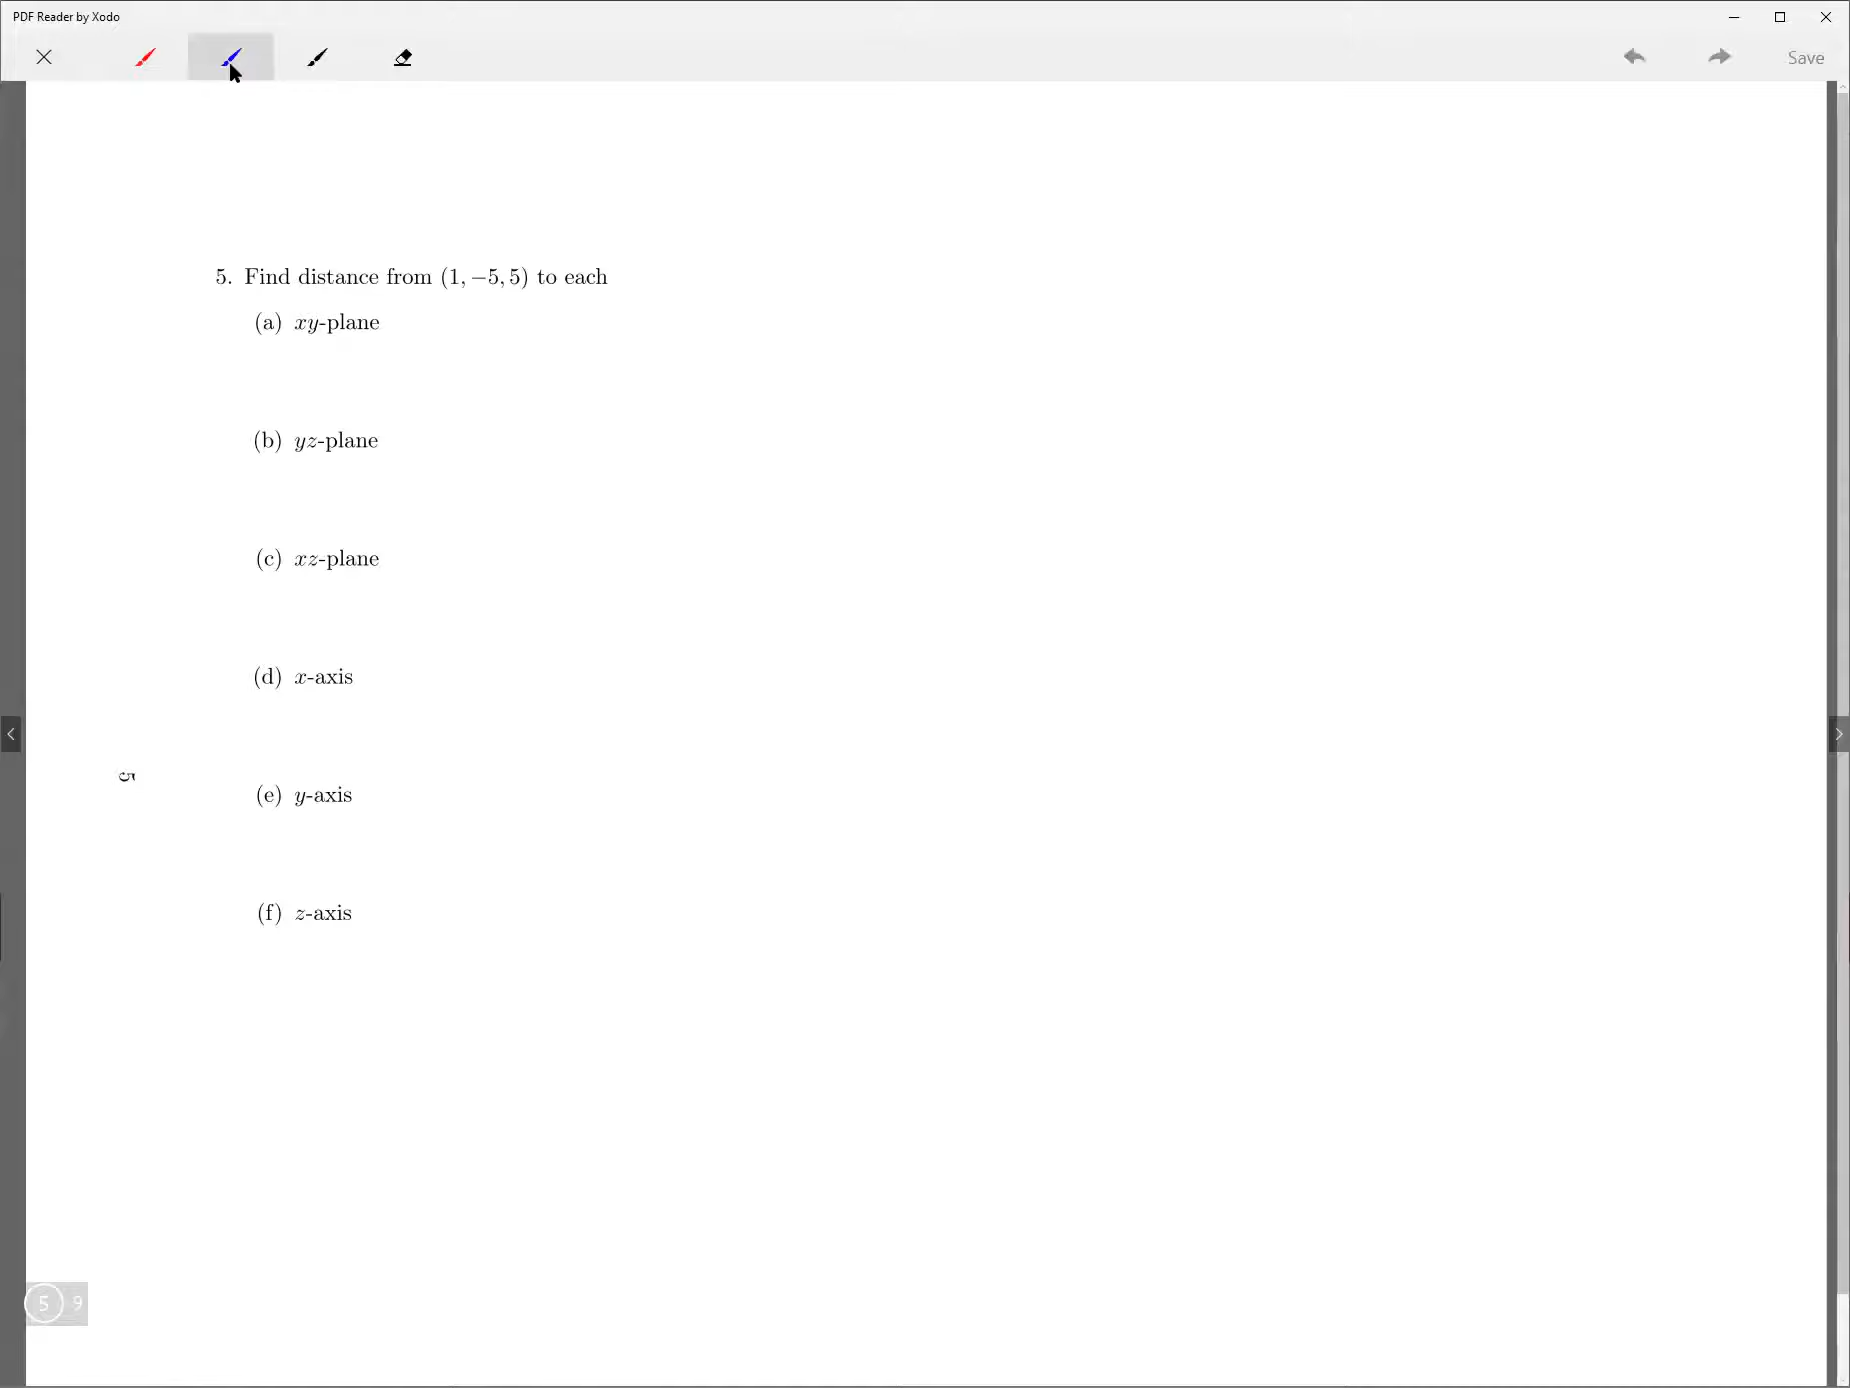 PDF Reader by Xodo
Save
5. Find distance from (1, −5, 5) to each
(a) xy-plane
(b) yz-plane
(c) xz-plane
(d) x-axis
5
(e) y-axis
(f) z-axis
5 9